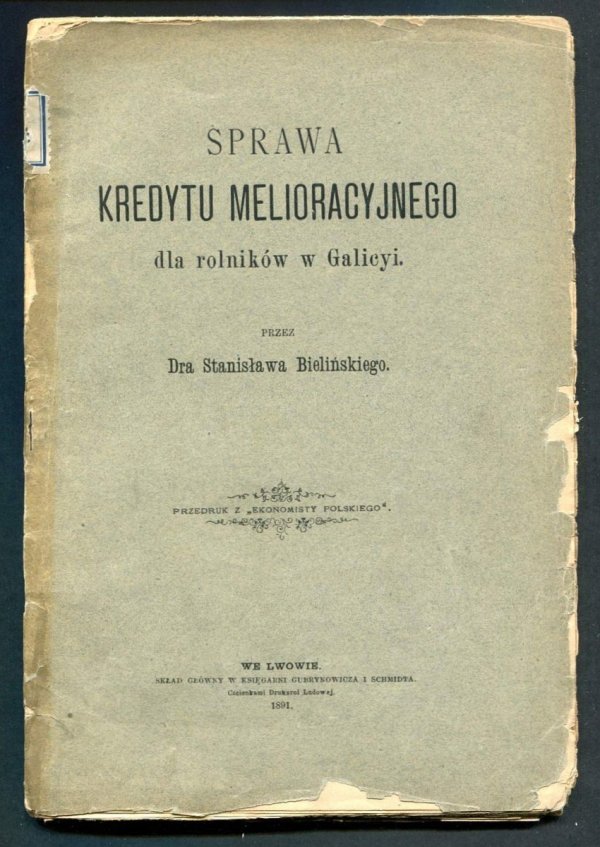 SPRAWA
KREDYTU MELIORACYJNEGO
dla rolników w Galicyi.
PRZEZ
Dra Stanisława Bielińskiego.
PRZEDRUK Z „EKONOMISTY POLSKIEGO“.
WE LWOWIE.
SKŁAD GŁÓWNY W KSIĘGARNI GUBRYNOWICZA I SCHMIDTA.
Czcionkami Drukarni Ludowej.
1891.